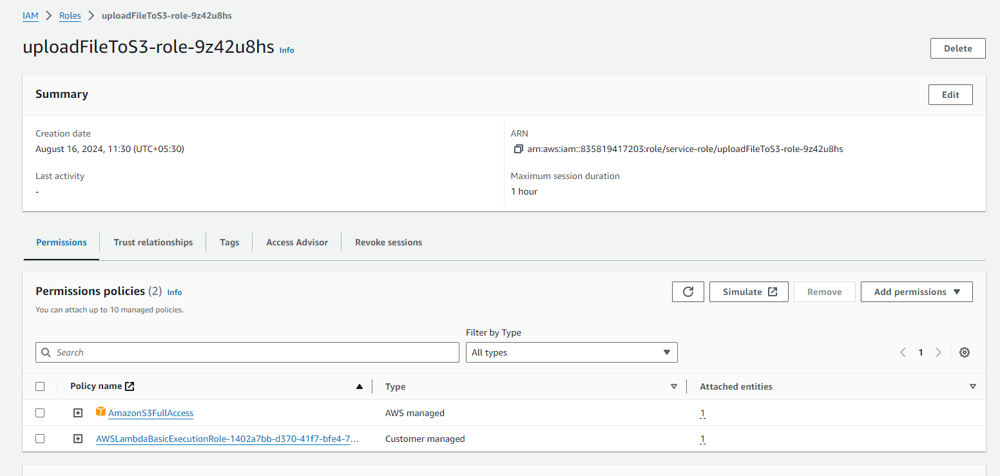 IAM > Roles > uploadFileToS3-role-9z42u8hs
uploadFileToS3-role-9z42u8hs Info
Delete
Summary
Edit
Creation date
August 16, 2024, 11:30 (UTC+05:30)
ARN
arn:aws:iam::835819417203:role/service-role/uploadFileToS3-role-9z42u8hs
Last activity
-
Maximum session duration
1 hour
Permissions Trust relationships Tags Access Advisor Revoke sessions
Permissions policies (2) Info
You can attach up to 10 managed policies.
Simulate Remove Add permissions
Filter by Type
Search All types 1
Policy name Type Attached entities
AmazonS3FullAccess AWS managed 1
AWSLambdaBasicExecutionRole-1402a7bb-d370-41f7-bfe4-7... Customer managed 1